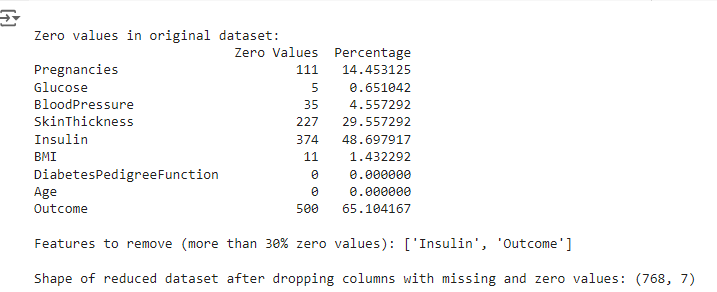 Zero values in original dataset:
Zero Values Percentage
Pregnancies 111 14.453125
Glucose 5 0.651042
BloodPressure 35 4.557292
SkinThickness 227 29.557292
Insulin 374 48.697917
BMI 11 1.432292
DiabetesPedigreeFunction 0 0.000000
Age 0 0.000000
Outcome 500 65.104167
Features to remove (more than 30% zero values): ['Insulin', 'Outcome']
Shape of reduced dataset after dropping columns with missing and zero values: (768, 7)